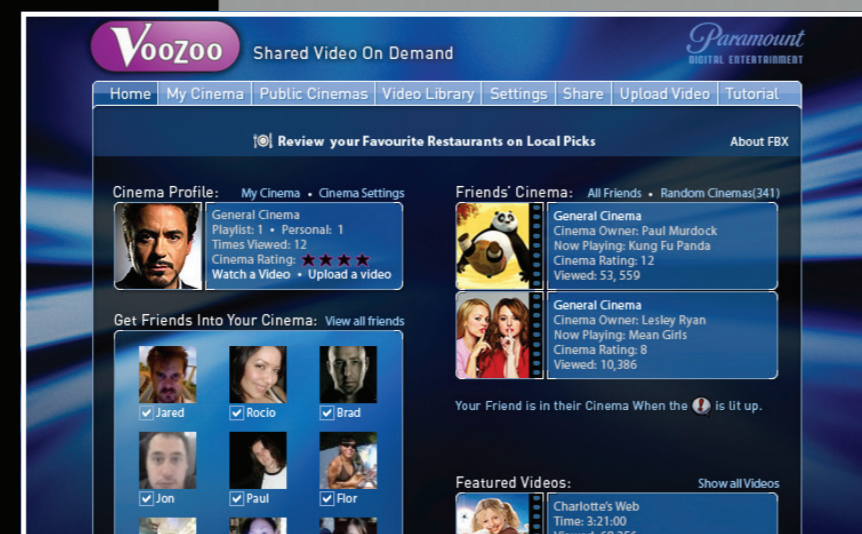 VOOZOO
Shared Video On Demand
Paramount
DIGITAL ENTERTAINMENT
Home
My Cinema
Public Cinemas
Video Library
Settings
Share
Upload Video
Tutorial
Review your Favourite Restaurants on Local Picks
About FBX
Cinema Profile:
My Cinema • Cinema Settings
General Cinema
Playlist: 1 • Personal: 1
Times Viewed: 12
Cinema Rating:
Watch a Video • Upload a video
Get Friends Into Your Cinema: View all friends
Jared
Rocio
Brad
Jon
Paul
Flor
Friends' Cinema:
All Friends • Random Cinemas(341)
General Cinema
Cinema Owner: Paul Murdock
Now Playing: Kung Fu Panda
Cinema Rating: 12
Viewed: 53, 559
General Cinema
Cinema Owner: Lesley Ryan
Now Playing: Mean Girls
Cinema Rating: 8
Viewed: 10,386
Your Friend is in their Cinema When the ! is lit up.
Featured Videos:
Show all Videos
Charlotte's Web
Time: 3:21:00